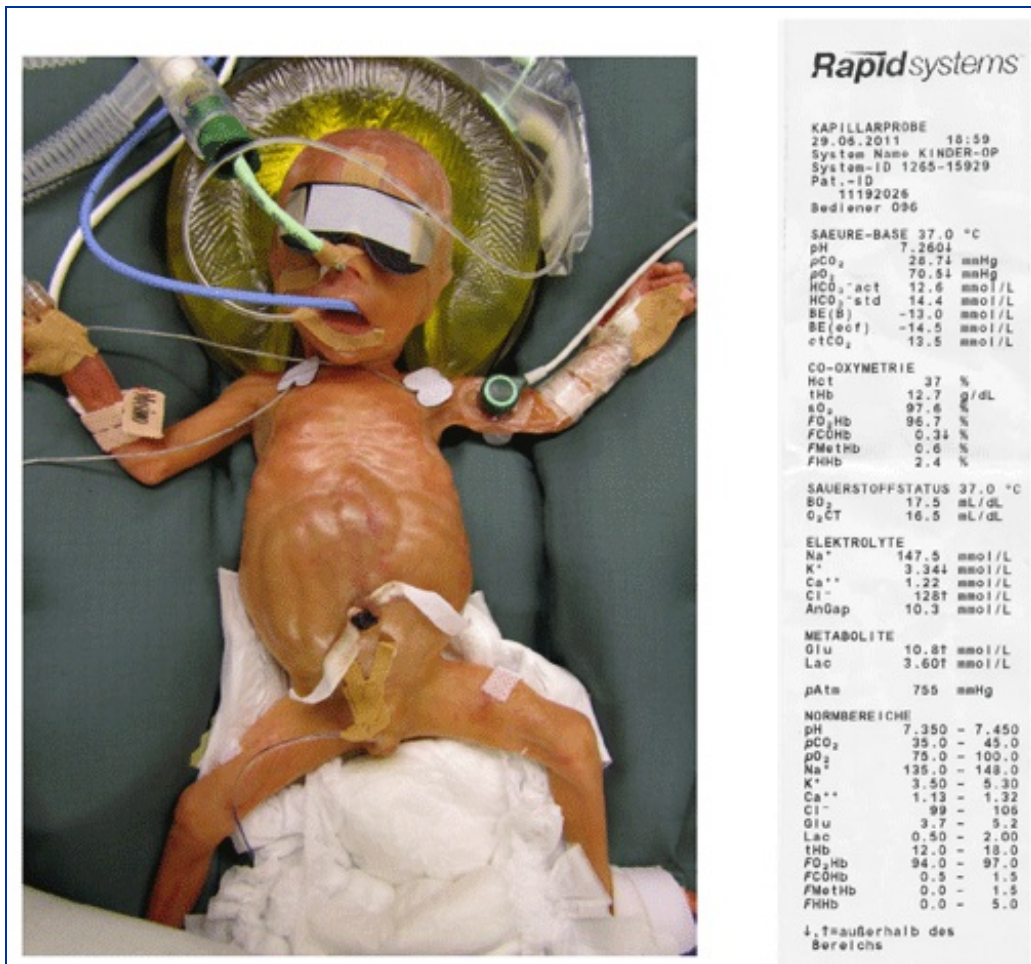 Rapidsystems
KAPILLARPROBE
29.06.2011 18:59
System Name KINDER-OP
System-ID 1265-15929
Pat.-ID
11192026
Bediener 096
SAEURE-BASE 37.0 °C
pH 7.260↓
pCO₂ 28.7↓ mmHg
pO₂ 70.5↓ mmHg
HCO₃⁻act 12.6 mmol/L
HCO₃⁻std 14.4 mmol/L
BE(B) -13.0 mmol/L
BE(ecf) -14.5 mmol/L
ctCO₂ 13.5 mmol/L
CO-OXYMETRIE
Hct 37 %
tHb 12.7 g/dL
sO₂ 97.6 %
FO₂Hb 96.7 %
FCOHb 0.3↓ %
FMetHb 0.6 %
FHHb 2.4 %
SAUERSTOFFSTATUS 37.0 °C
BO₂ 17.5 mL/dL
O₂CT 16.5 mL/dL
ELEKTROLYTE
Na⁺ 147.5 mmol/L
K⁺ 3.34↓ mmol/L
Ca⁺⁺ 1.22 mmol/L
Cl⁻ 128↑ mmol/L
AnGap 10.3 mmol/L
METABOLITE
Glu 10.8↑ mmol/L
Lac 3.60↑ mmol/L
pAtm 755 mmHg
NORMBEREICHE
pH 7.350 - 7.450
pCO₂ 35.0 - 45.0
pO₂ 75.0 - 100.0
Na⁺ 135.0 - 148.0
K⁺ 3.50 - 5.30
Ca⁺⁺ 1.13 - 1.32
Cl⁻ 99 - 106
Glu 3.7 - 5.2
Lac 0.50 - 2.00
tHb 12.0 - 18.0
FO₂Hb 94.0 - 97.0
FCOHb 0.5 - 1.5
FMetHb 0.0 - 1.5
FHHb 0.0 - 5.0
↓,↑=außerhalb des
Bereichs